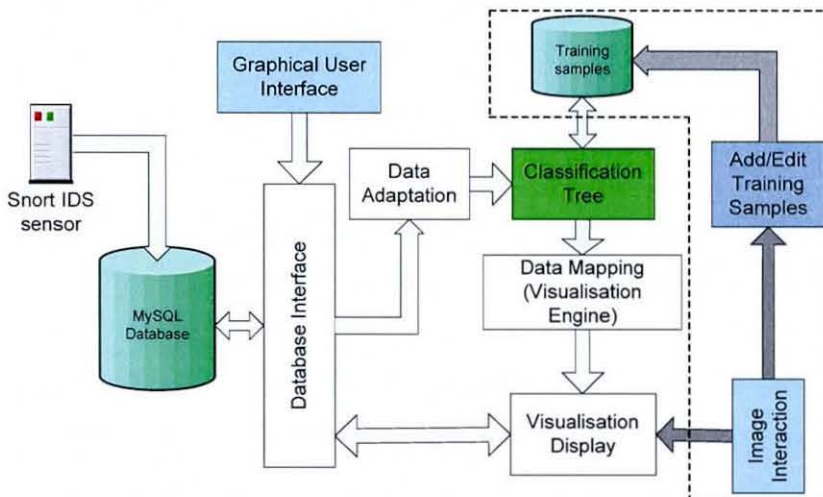 Training
samples
Graphical User
Interface
Snort IDS
sensor
Data
Adaptation
Classification
Tree
Add/Edit
Training
Samples
MySQL
Database
Database Interface
Data Mapping
(Visualisation
Engine)
Visualisation
Display
Image
Interaction